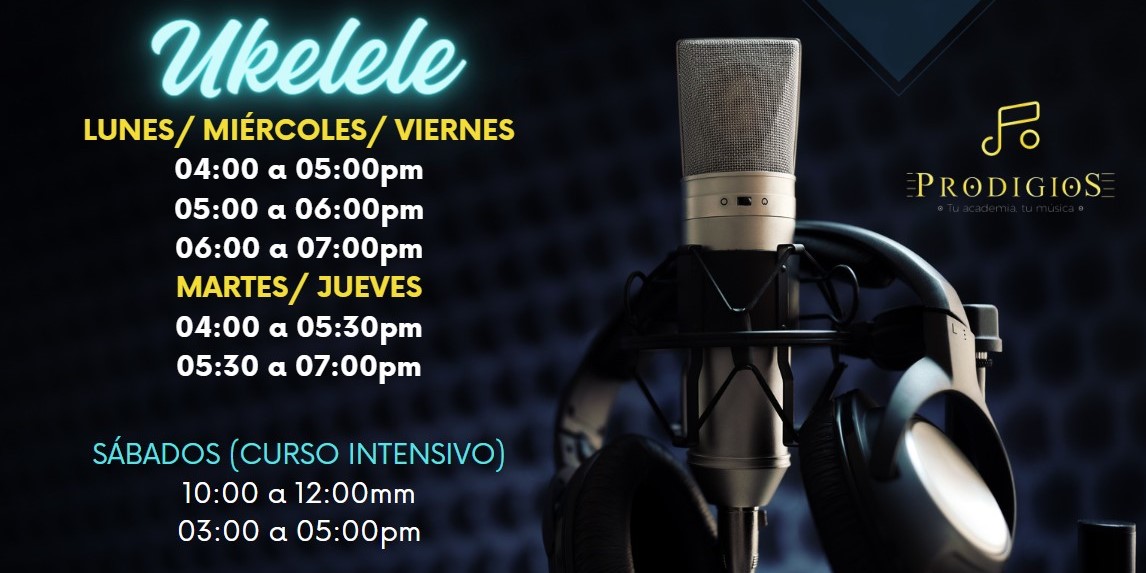 Ukelele
LUNES/ MIÉRCOLES/ VIERNES
04:00 a 05:00pm
05:00 a 06:00pm
06:00 a 07:00pm
MARTES/ JUEVES
04:00 a 05:30pm
05:30 a 07:00pm
SÁBADOS (CURSO INTENSIVO)
10:00 a 12:00mm
03:00 a 05:00pm
PRODIGIOS
Tu academia, tu música